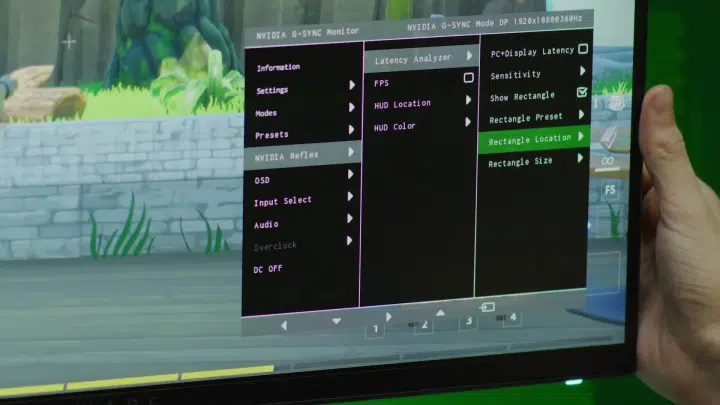 NVIDIA G-SYNC Monitor
NVIDIA G-SYNC Mode DP 1920x1080@360Hz
Information
Settings
Modes
Presets
NVIDIA Reflex
OSD
Input Select
Audio
Overclock
DC OFF
Latency Analyzer
FPS
HUD Location
HUD Color
PC+Display Latency
Sensitivity
Show Rectangle
Rectangle Preset
Rectangle Location
Rectangle Size
1
2
3
4
F5